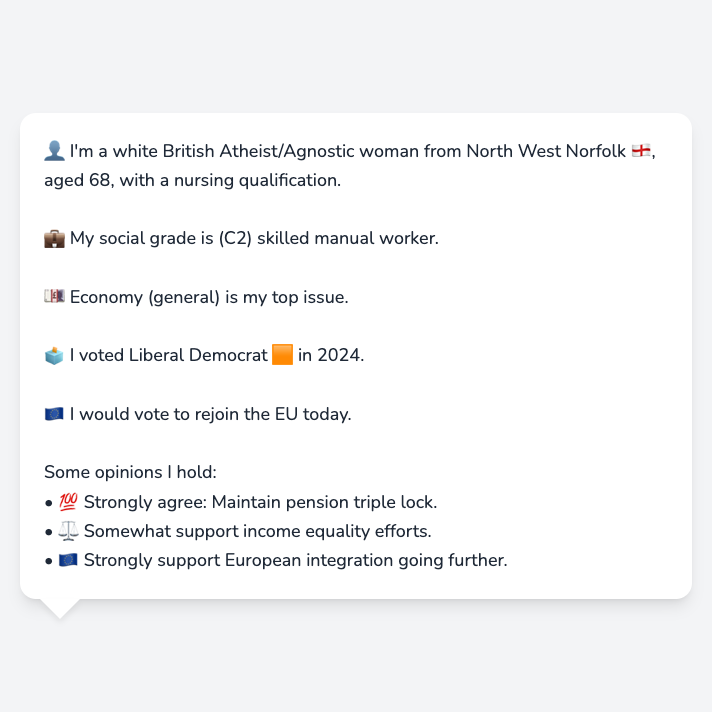 👤 I'm a white British Atheist/Agnostic woman from North West Norfolk 🏴󠁧󠁢󠁥󠁮󠁧󠁿,
aged 68, with a nursing qualification.
💼 My social grade is (C2) skilled manual worker.
💷 Economy (general) is my top issue.
🗳️ I voted Liberal Democrat 🟧 in 2024.
🇪🇺 I would vote to rejoin the EU today.
Some opinions I hold:
• 💯 Strongly agree: Maintain pension triple lock.
• ⚖️ Somewhat support income equality efforts.
• 🇪🇺 Strongly support European integration going further.